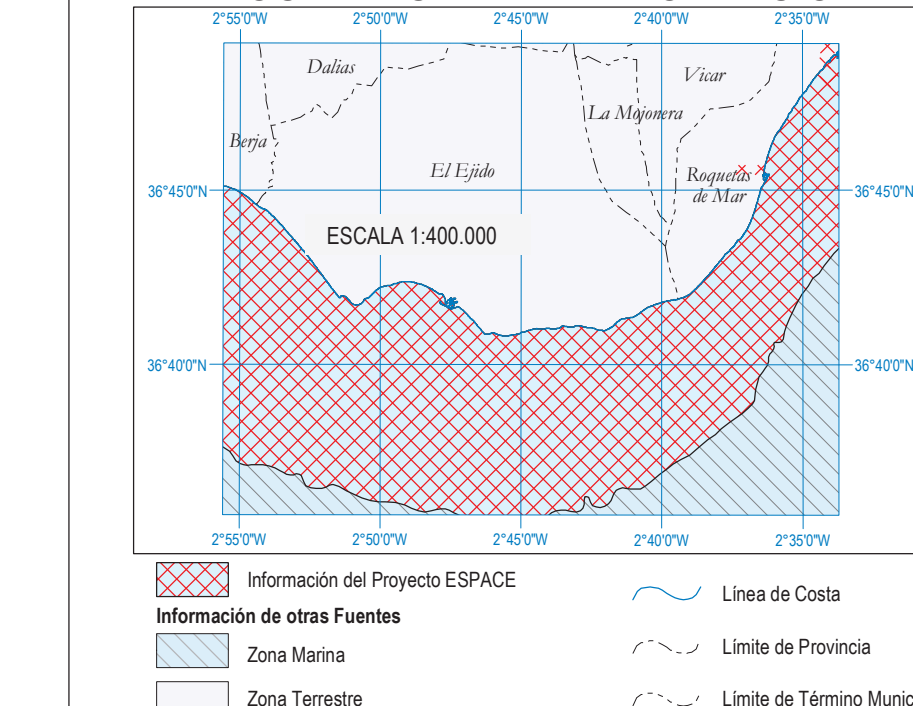 2°55'0"W 2°50'0"W 2°45'0"W 2°40'0"W 2°35'0"W
Dalias
Vicar
La Mojonera
Berja
El Ejido
Roquetas
de Mar
36°45'0"N 36°45'0"N
ESCALA 1:400.000
36°40'0"N 36°40'0"N
2°55'0"W 2°50'0"W 2°45'0"W 2°40'0"W 2°35'0"W
Información del Proyecto ESPACE
Línea de Costa
Información de otras Fuentes
Zona Marina
Límite de Provincia
Zona Terrestre
Límite de Término Munic